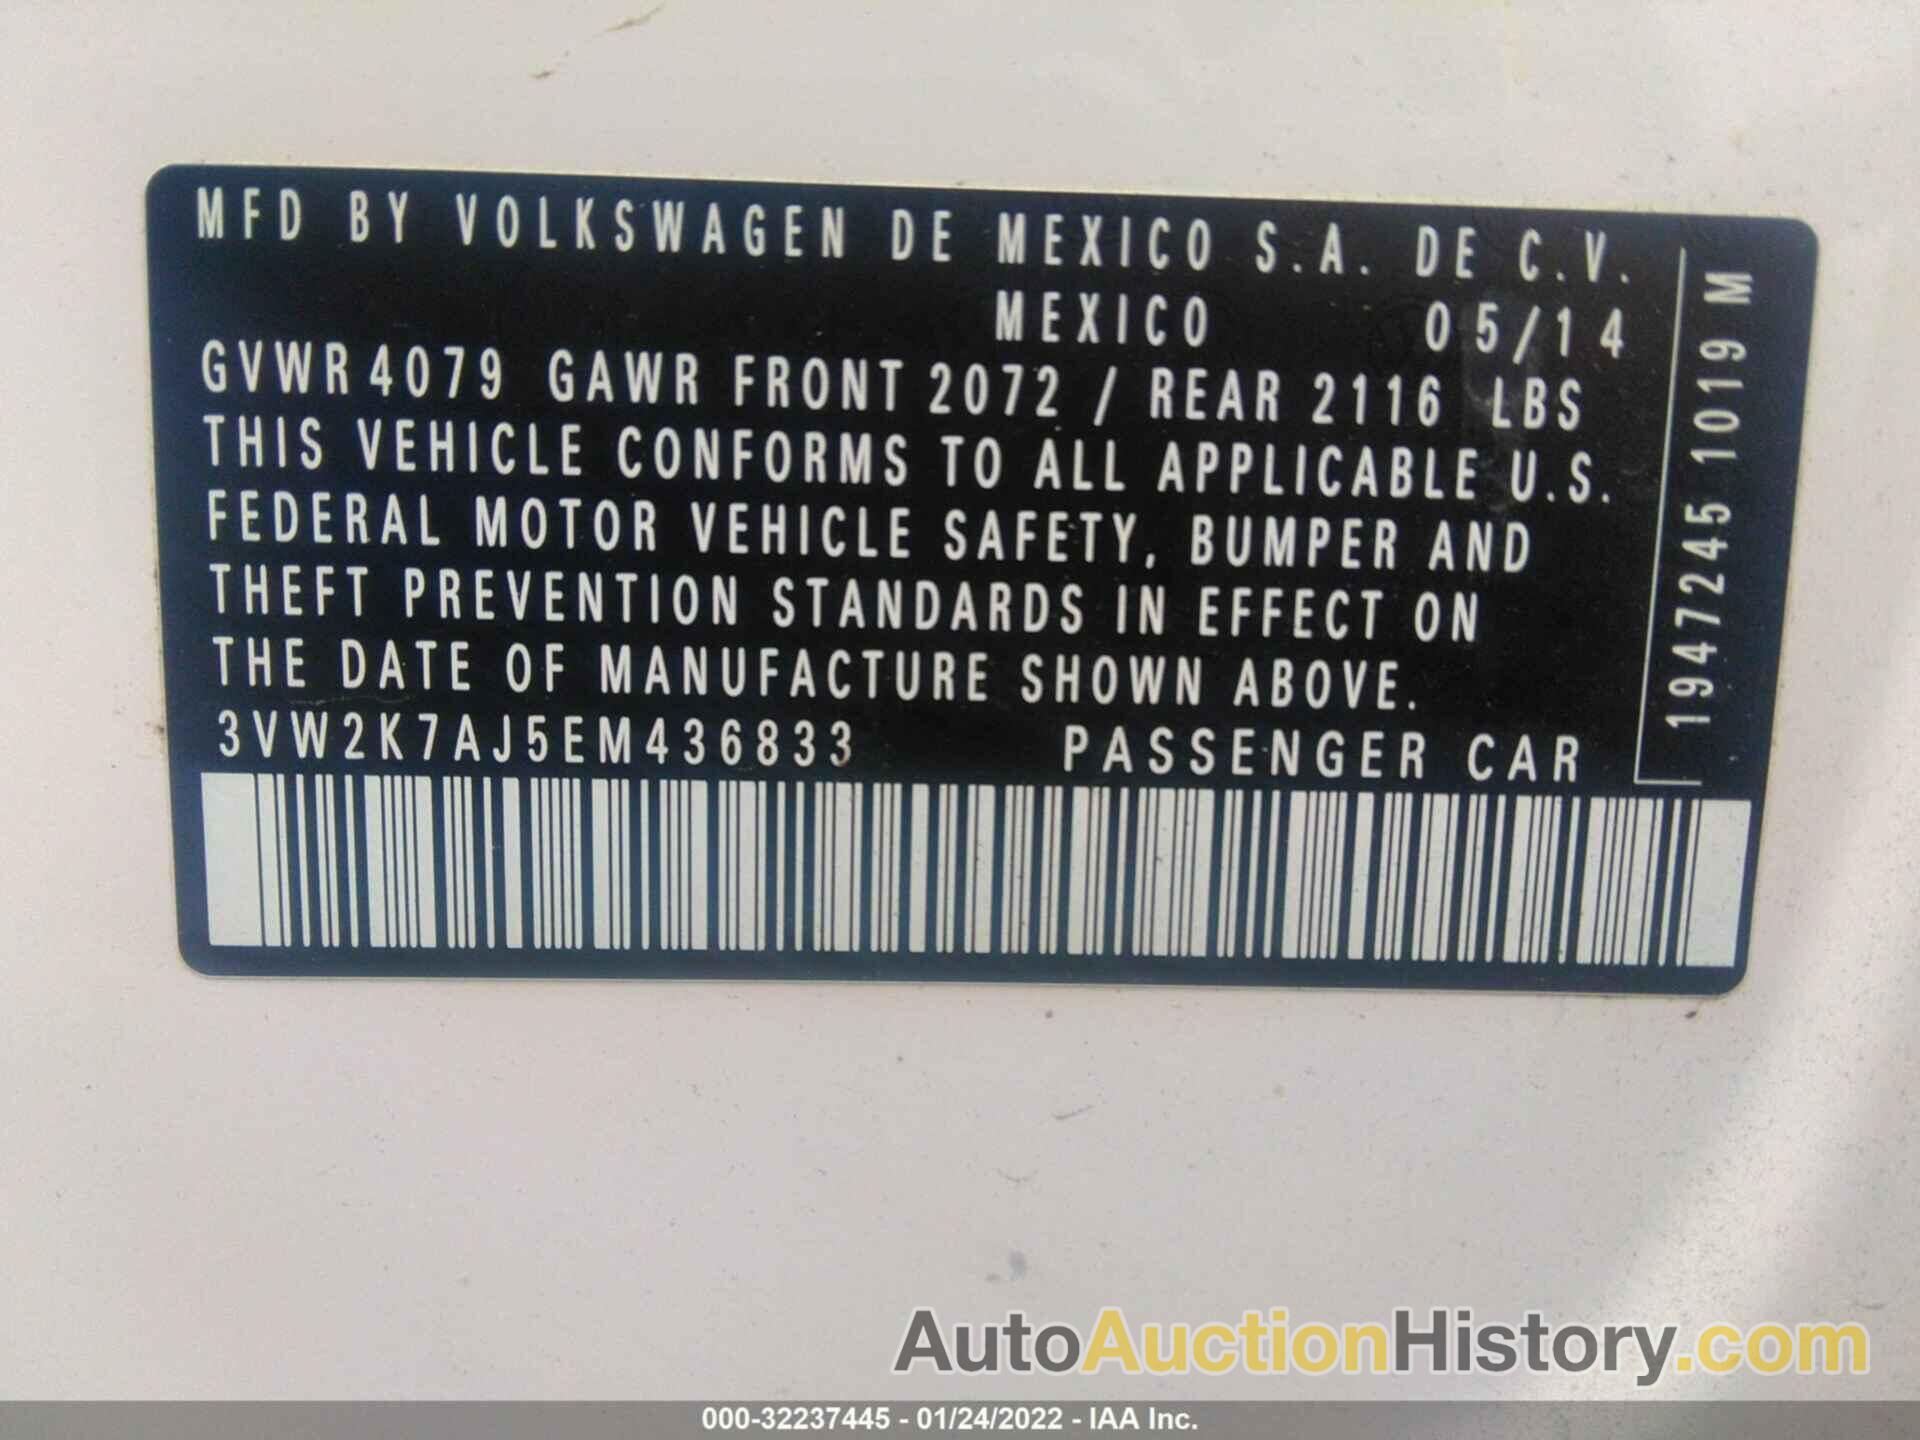 MFD BY VOLKSWAGEN DE MEXICO S.A. DE C.V.
MEXICO 05/14
GVWR 4079 GAWR FRONT 2072 / REAR 2116 LBS
THIS VEHICLE CONFORMS TO ALL APPLICABLE U.S.
FEDERAL MOTOR VEHICLE SAFETY, BUMPER AND
THEFT PREVENTION STANDARDS IN EFFECT ON
THE DATE OF MANUFACTURE SHOWN ABOVE.
3VW2K7AJ5EM436833 PASSENGER CAR
1947245 1019 M
AutoAuctionHistory.com
000-32237445 - 01/24/2022 - IAA Inc.